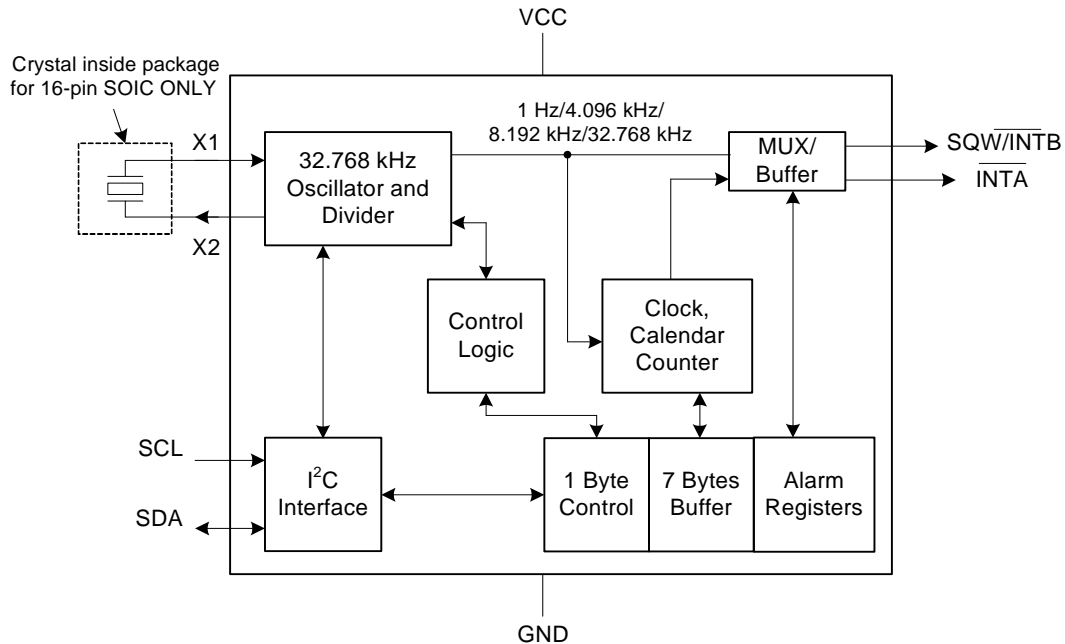 VCC
Crystal inside package
for 16-pin SOIC ONLY
X1
X2
1 Hz/4.096 kHz/
8.192 kHz/32.768 kHz
32.768 kHz
Oscillator and
Divider
MUX/
Buffer
SQW/INTB
INTA
Control
Logic
Clock,
Calendar
Counter
SCL
SDA
I²C
Interface
1 Byte
Control
7 Bytes
Buffer
Alarm
Registers
GND